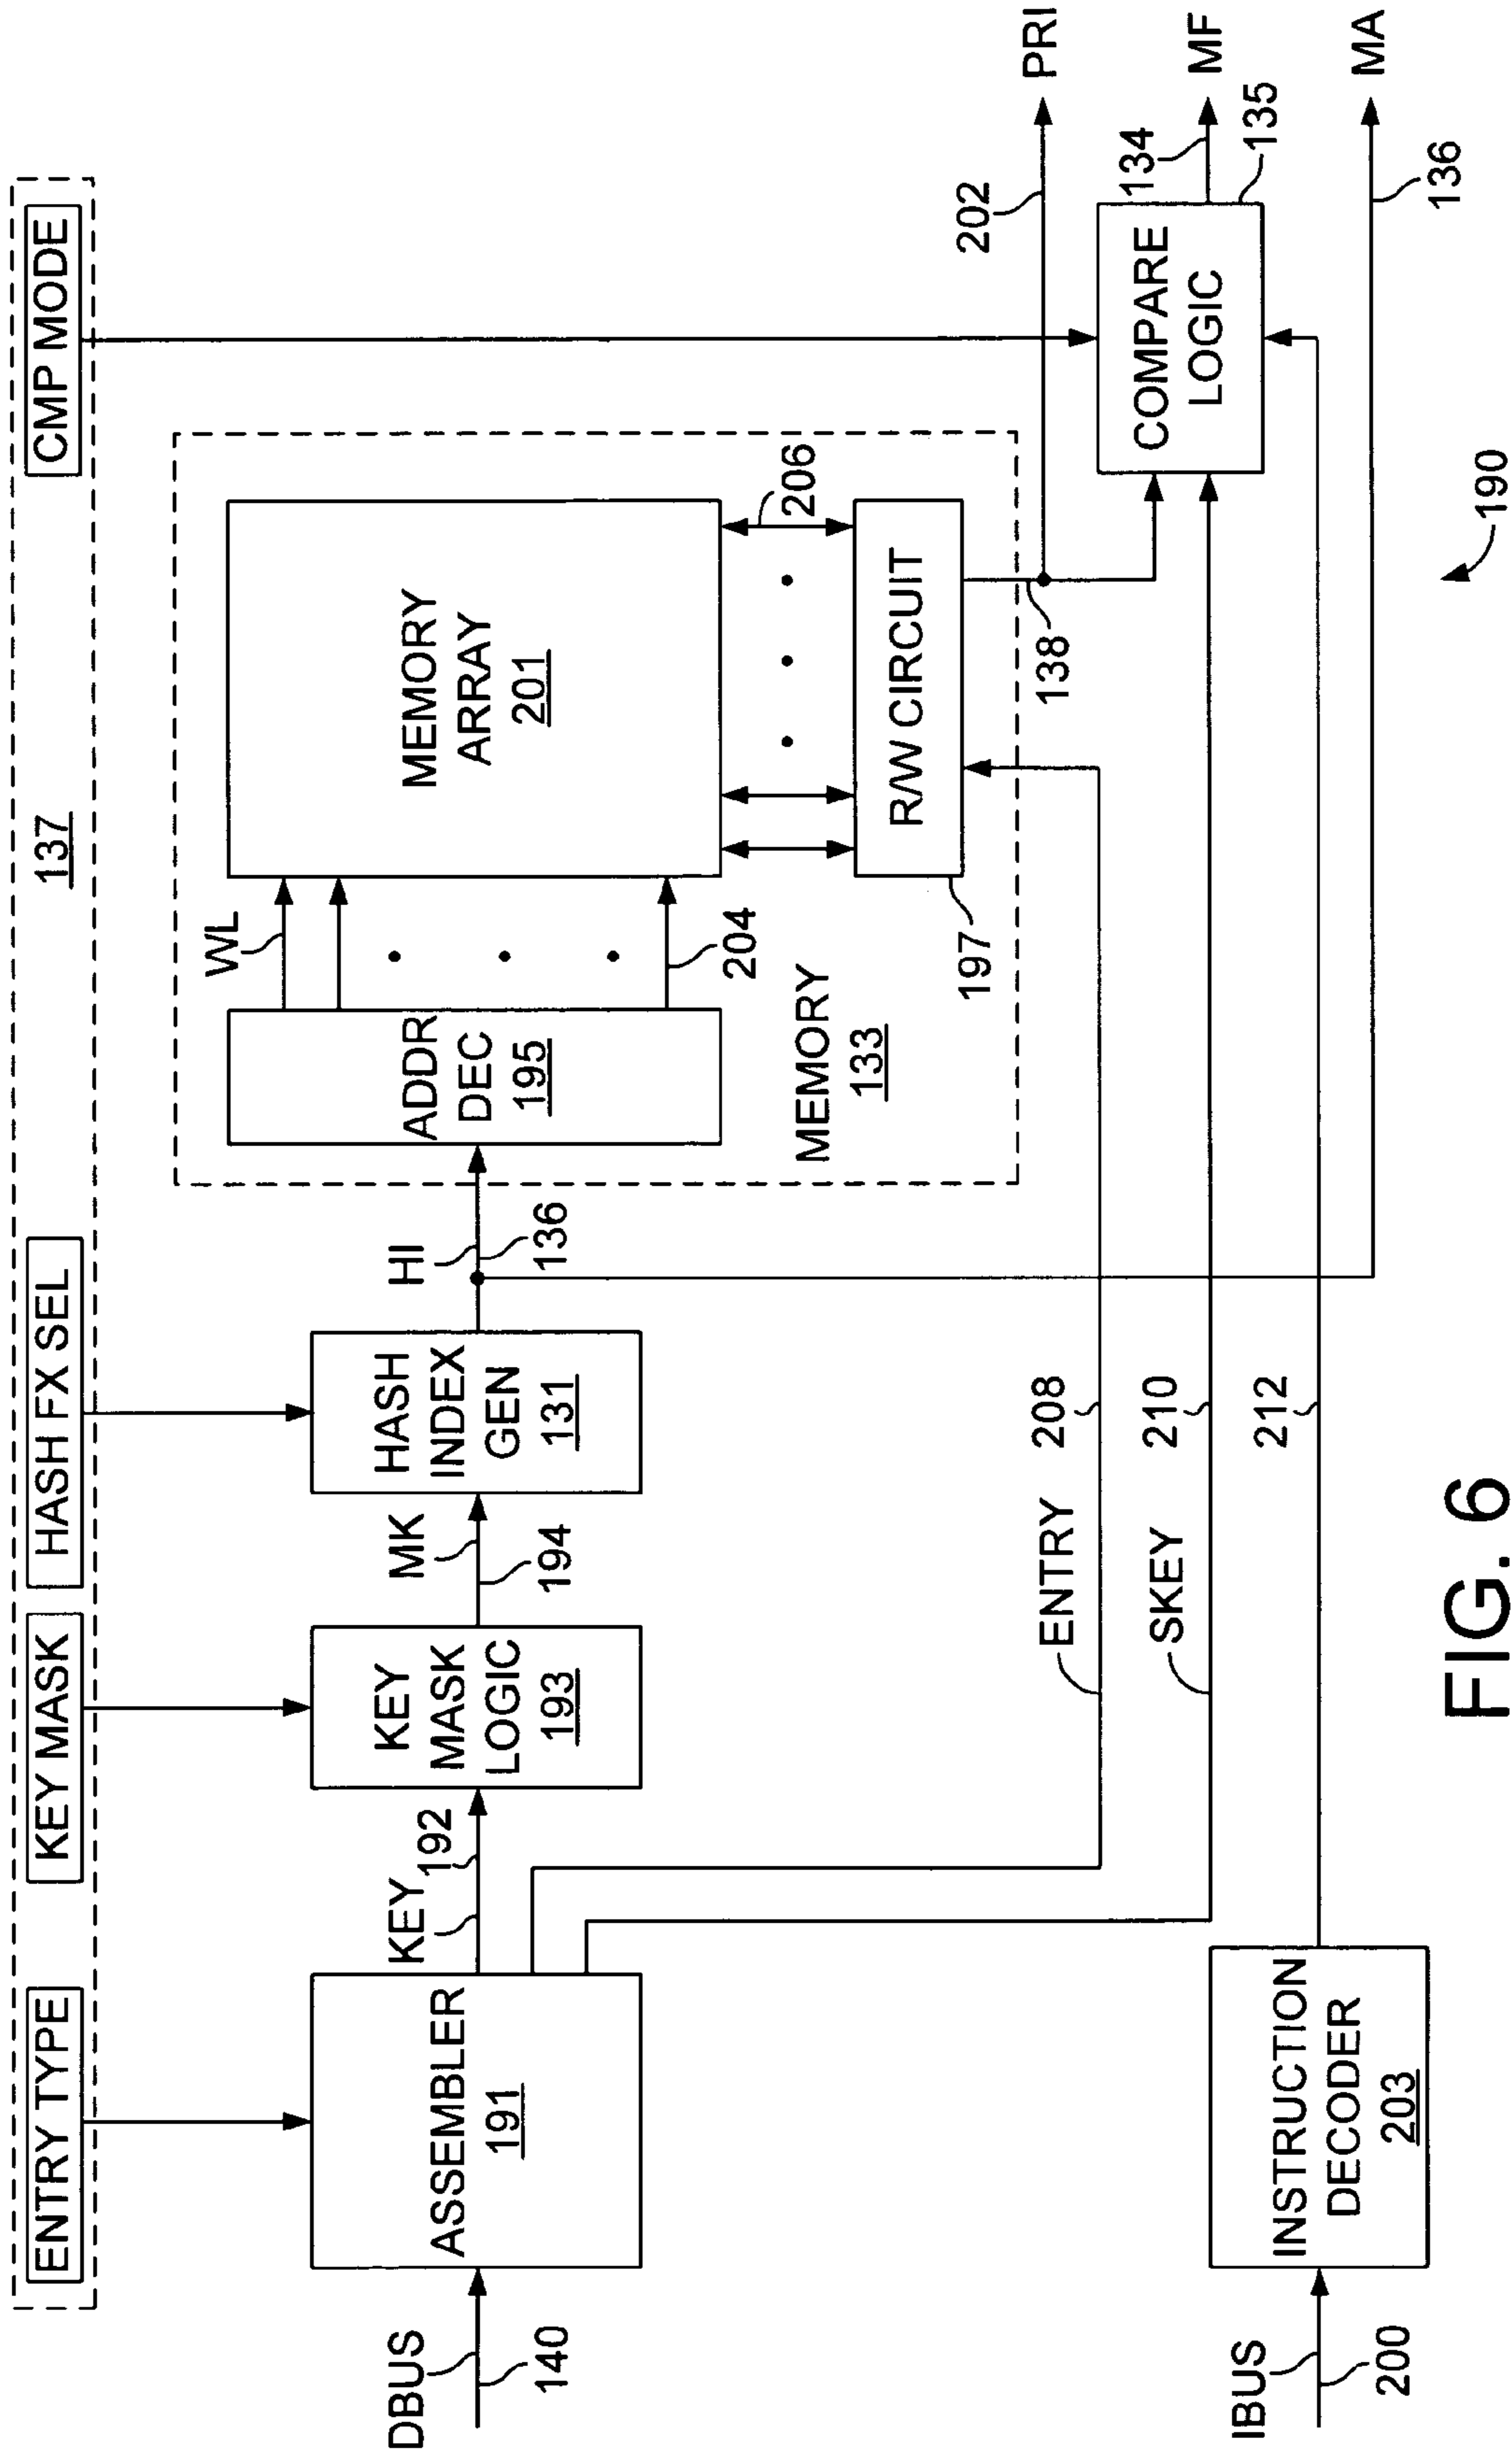 137
ENTRY TYPE
KEY MASK
HASH FX SEL
CMP MODE
DBUS
140
ASSEMBLER
191
KEY
192
KEY
MASK
LOGIC
193
MK
194
HASH
INDEX
GEN
131
HI
136
ADDR
DEC
195
WL
204
MEMORY
ARRAY
201
206
MEMORY
133
R/W CIRCUIT
197
138
202
PRI
ENTRY
208
SKEY
210
212
COMPARE
LOGIC
134
MF
135
MA
136
IBUS
200
INSTRUCTION
DECODER
203
190
FIG. 6